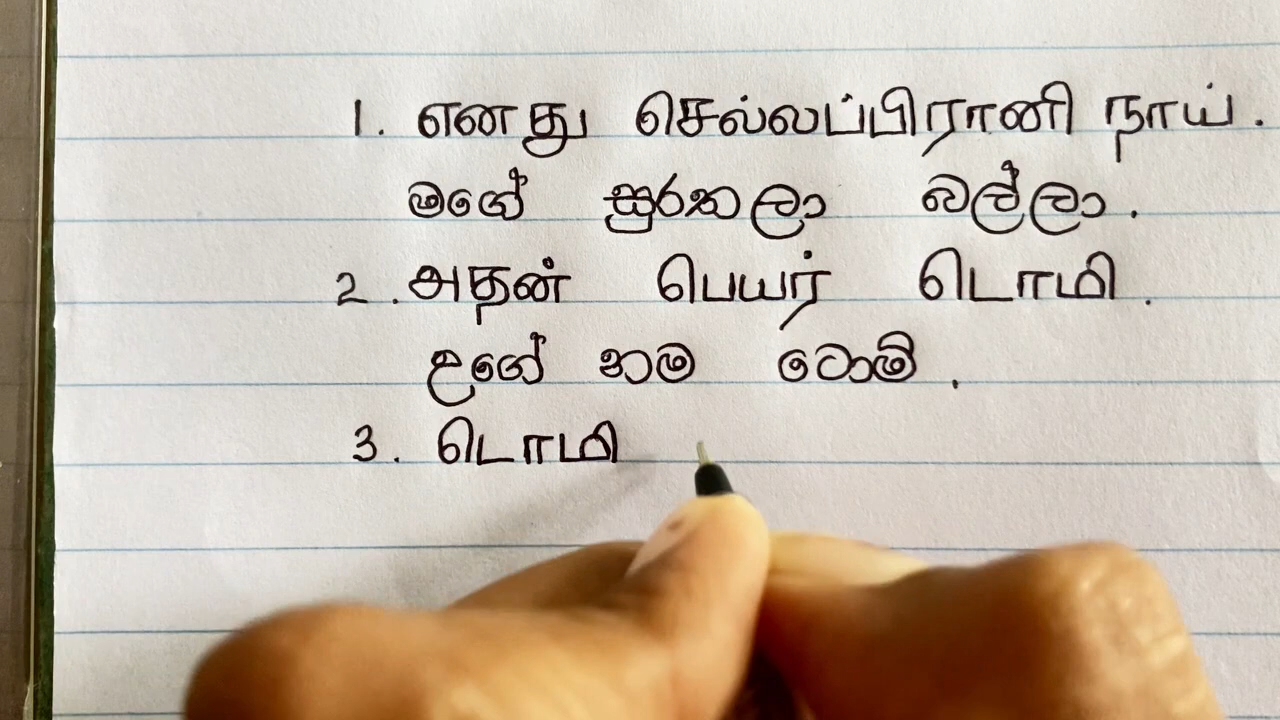 1. எனது செல்லப்பிராணி நாய்.
මගේ සුරතලා බල්ලා.
2. அதன் பெயர் டொமி.
උගේ නම ටොමී.
3. டொமி